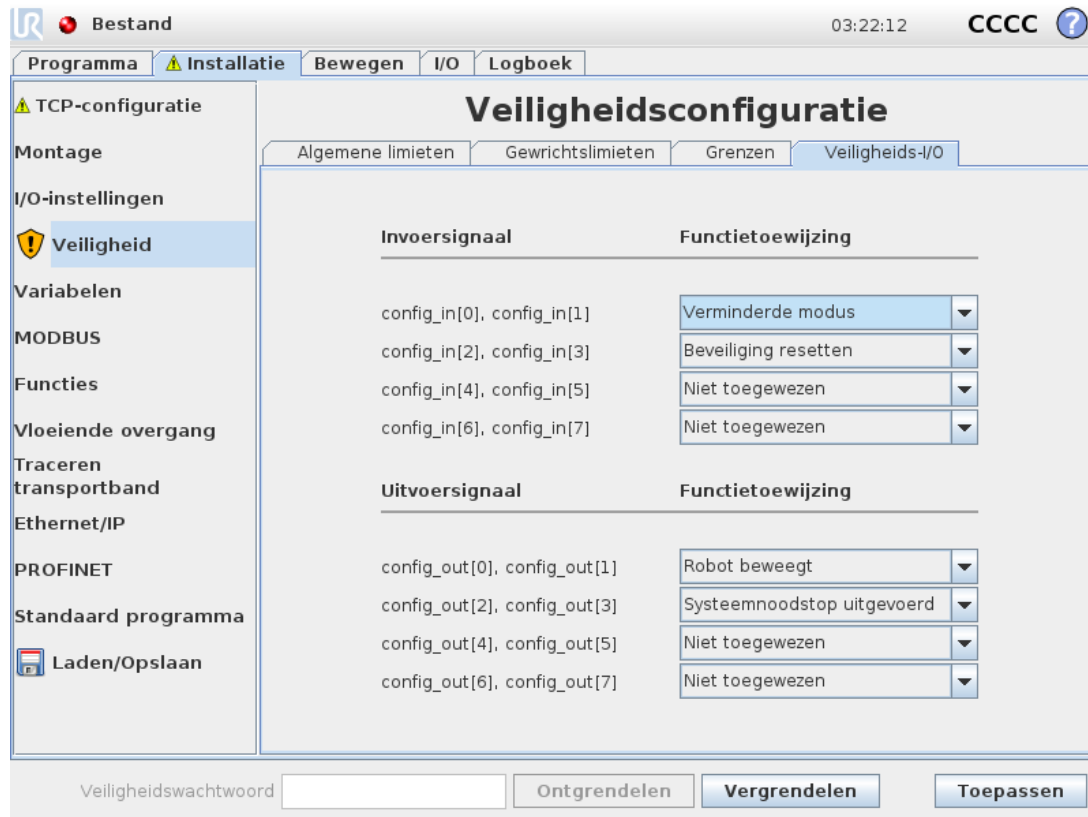 UR Bestand 03:22:12 CCCC ?
Programma Installatie Bewegen I/O Logboek
TCP-configuratie
Montage
I/O-instellingen
Veiligheid
Variabelen
MODBUS
Functies
Vloeiende overgang
Traceren
transportband
Ethernet/IP
PROFINET
Standaard programma
Laden/Opslaan
Veiligheidsconfiguratie
Algemene limieten Gewrichtslimieten Grenzen Veiligheids-I/O
Invoersignaal Functietoewijzing
config_in[0], config_in[1] Verminderde modus
config_in[2], config_in[3] Beveiliging resetten
config_in[4], config_in[5] Niet toegewezen
config_in[6], config_in[7] Niet toegewezen
Uitvoersignaal Functietoewijzing
config_out[0], config_out[1] Robot beweegt
config_out[2], config_out[3] Systeemnoodstop uitgevoerd
config_out[4], config_out[5] Niet toegewezen
config_out[6], config_out[7] Niet toegewezen
Veiligheidswachtwoord Ontgrendelen Vergrendelen Toepassen